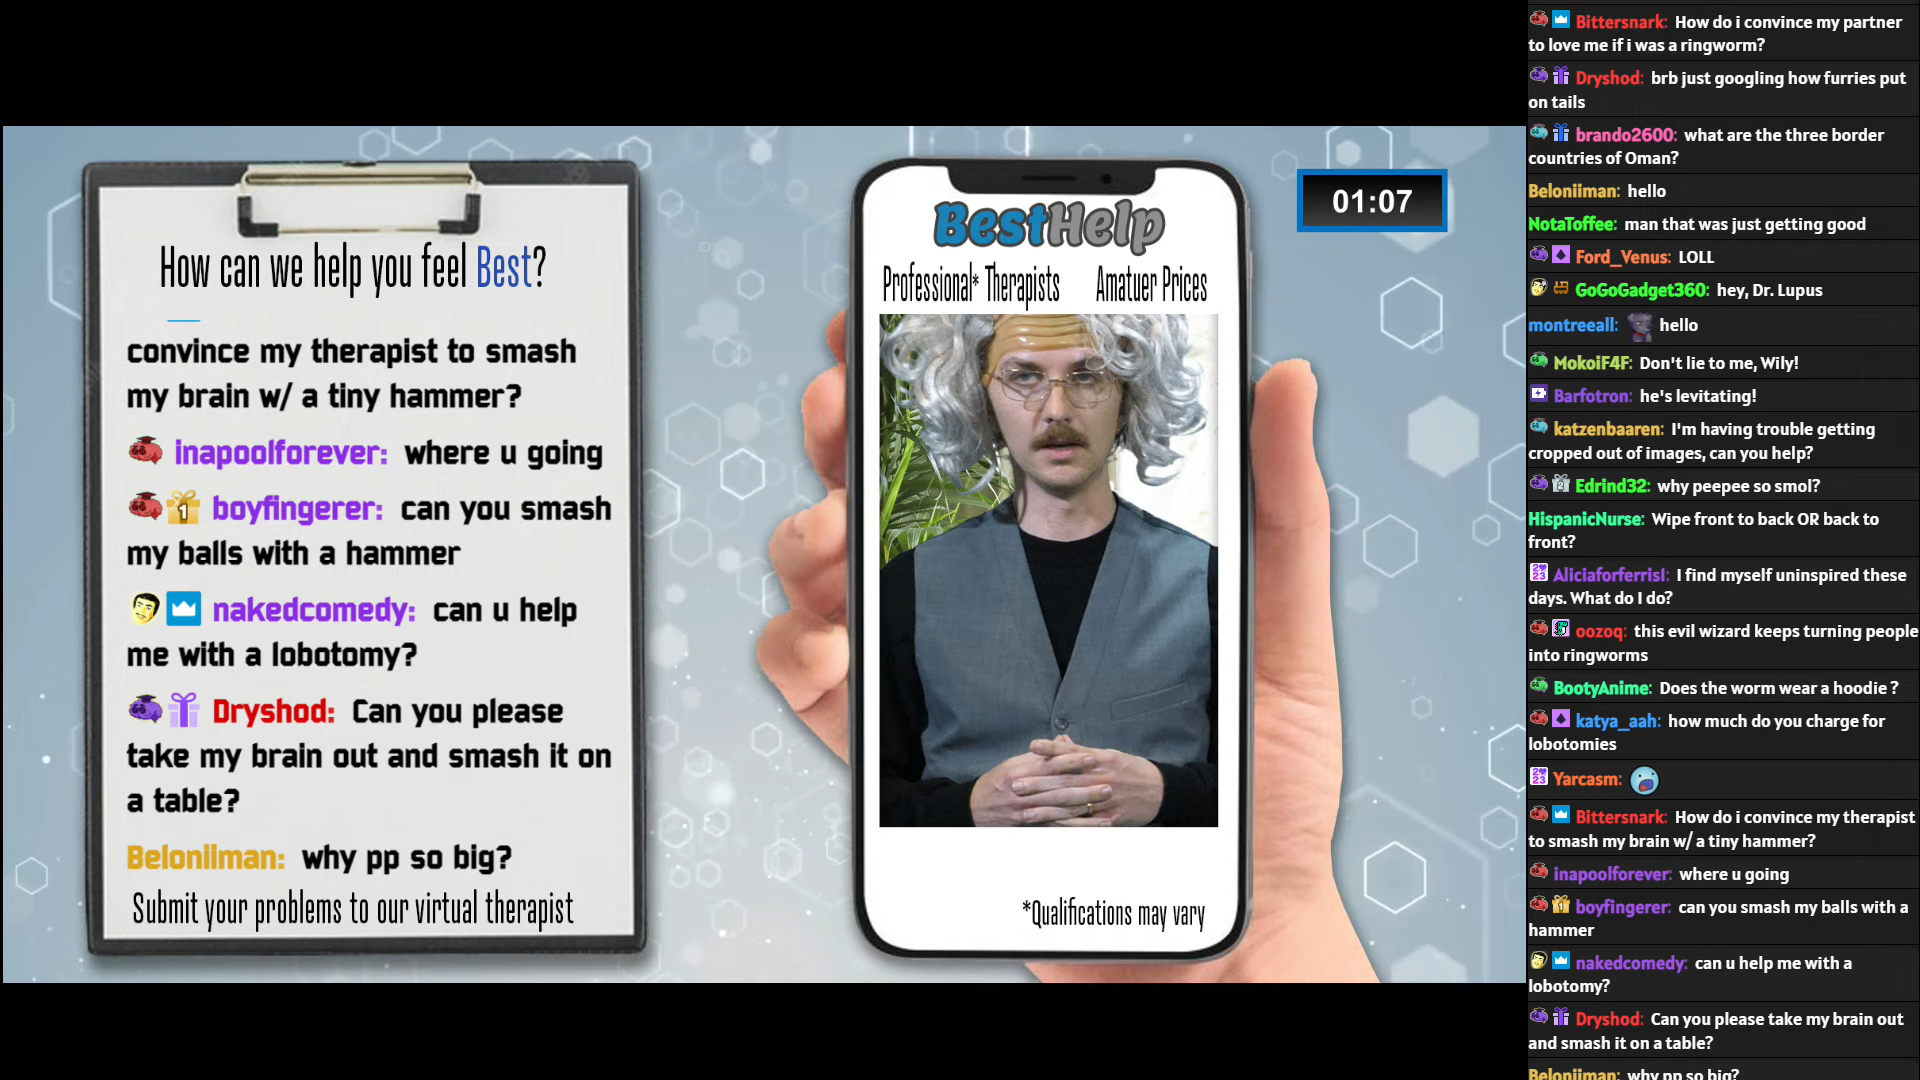 How can we help you feel Best?
convince my therapist to smash
my brain w/ a tiny hammer?
inapoolforever: where u going
1 boyfingerer: can you smash
my balls with a hammer
nakedcomedy: can u help
me with a lobotomy?
Dryshod: Can you please
take my brain out and smash it on
a table?
Beloniiman: why pp so big?
Submit your problems to our virtual therapist
BestHelp
Professional* Therapists Amatuer Prices
*Qualifications may vary
01:07
Bittersnark: How do i convince my partner
to love me if i was a ringworm?
Dryshod: brb just googling how furries put
on tails
brando2600: what are the three border
countries of Oman?
Beloniiman: hello
NotaToffee: man that was just getting good
Ford_Venus: LOLL
GoGoGadget360: hey, Dr. Lupus
montreeall: hello
MokoiF4F: Don't lie to me, Wily!
Barfotron: he's levitating!
katzenbaaren: I'm having trouble getting
cropped out of images, can you help?
2 Edrind32: why peepee so smol?
HispanicNurse: Wipe front to back OR back to
front?
Aliciaforferrisl: I find myself uninspired these
days. What do I do?
oozoq: this evil wizard keeps turning people
into ringworms
BootyAnime: Does the worm wear a hoodie ?
katya_aah: how much do you charge for
lobotomies
Yarcasm:
Bittersnark: How do i convince my therapist
to smash my brain w/ a tiny hammer?
inapoolforever: where u going
1 boyfingerer: can you smash my balls with a
hammer
nakedcomedy: can u help me with a
lobotomy?
Dryshod: Can you please take my brain out
and smash it on a table?
Beloniiman: why pp so big?